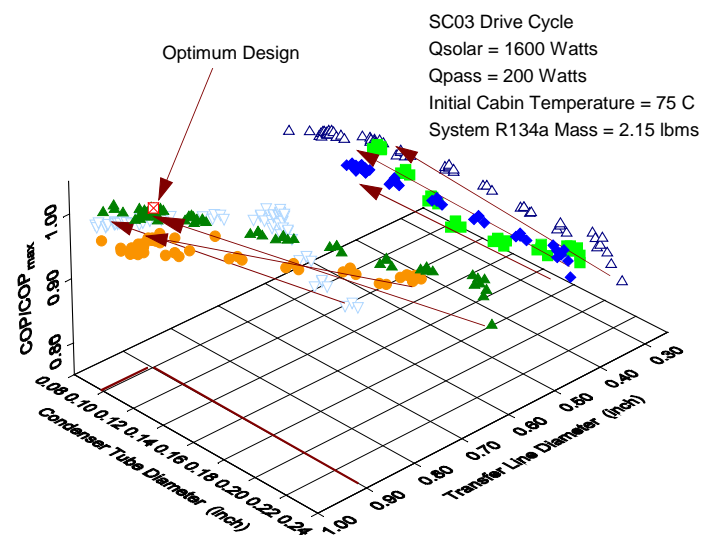 SC03 Drive Cycle
Qsolar = 1600 Watts
Qpass = 200 Watts
Initial Cabin Temperature = 75 C
System R134a Mass = 2.15 lbms
Optimum Design
COP/COPmax
1.00
0.90
0.80
0.08 0.10 0.12 0.14 0.16 0.18 0.20 0.22 0.24
Condenser Tube Diameter (Inch)
1.00 0.90 0.80 0.70 0.60 0.50 0.40 0.30
Transfer Line Diameter (Inch)